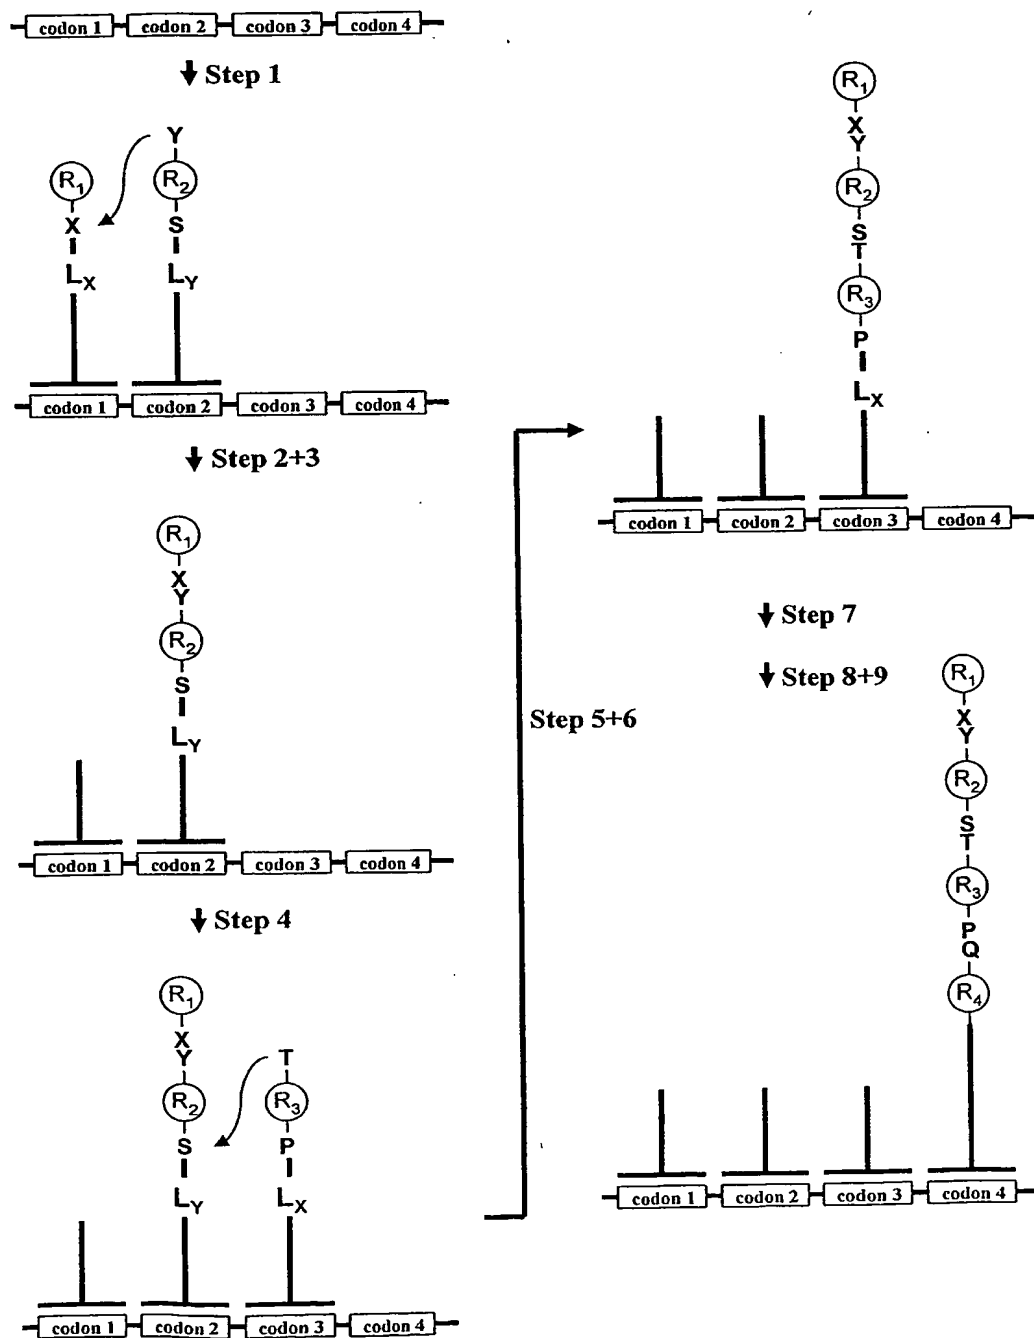 codon 1 codon 2 codon 3 codon 4
Step 1
Y
R1 R2
X S
LX LY
codon 1 codon 2 codon 3 codon 4
Step 2+3
R1
X
Y
R2
S
LY
codon 1 codon 2 codon 3 codon 4
Step 4
R1
X
Y T
R2 R3
S P
LY LX
codon 1 codon 2 codon 3 codon 4
Step 5+6
R1
X
Y
R2
S
T
R3
P
LX
codon 1 codon 2 codon 3 codon 4
Step 7
Step 8+9
R1
X
Y
R2
S
T
R3
P
Q
R4
codon 1 codon 2 codon 3 codon 4